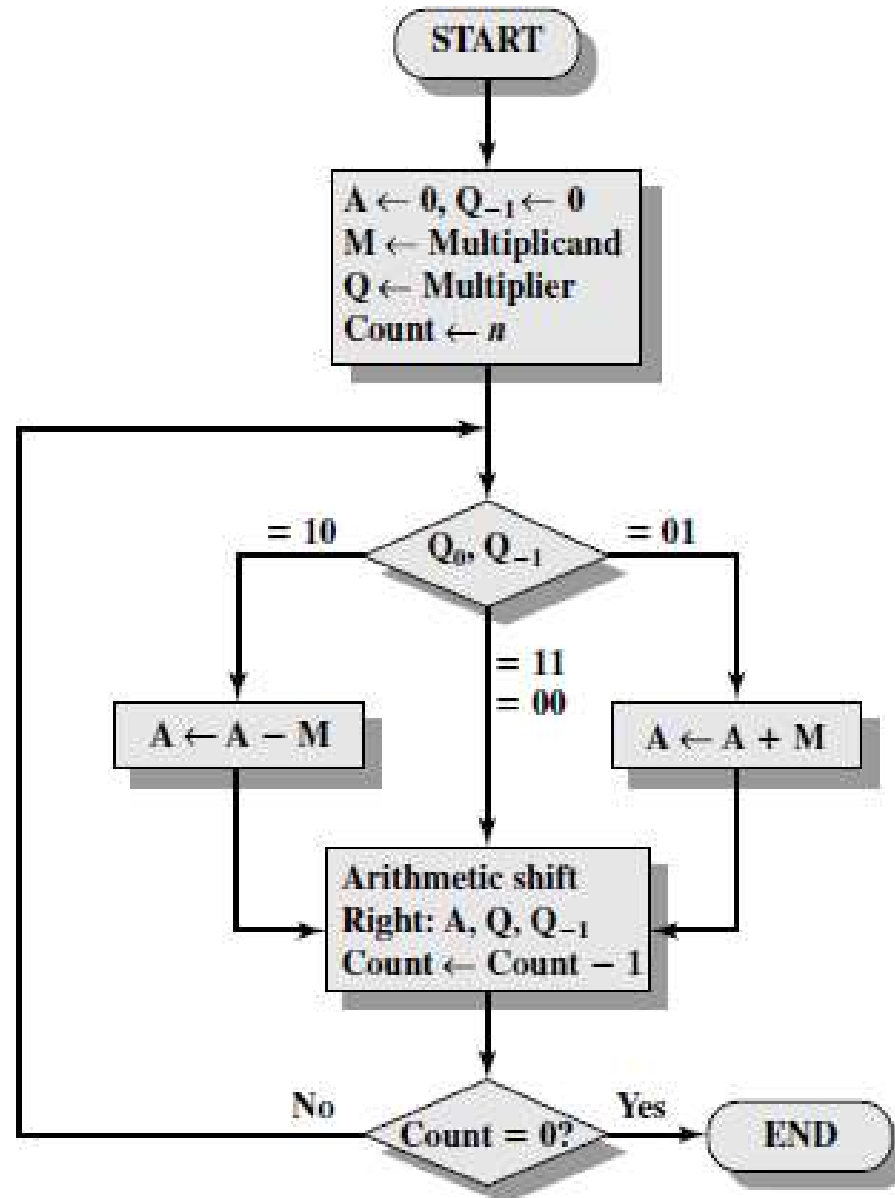 START
A ← 0, Q₋₁ ← 0
M ← Multiplicand
Q ← Multiplier
Count ← n
= 10
Q₀, Q₋₁
= 01
= 11
= 00
A ← A − M
A ← A + M
Arithmetic shift
Right: A, Q, Q₋₁
Count ← Count − 1
No
Count = 0?
Yes
END